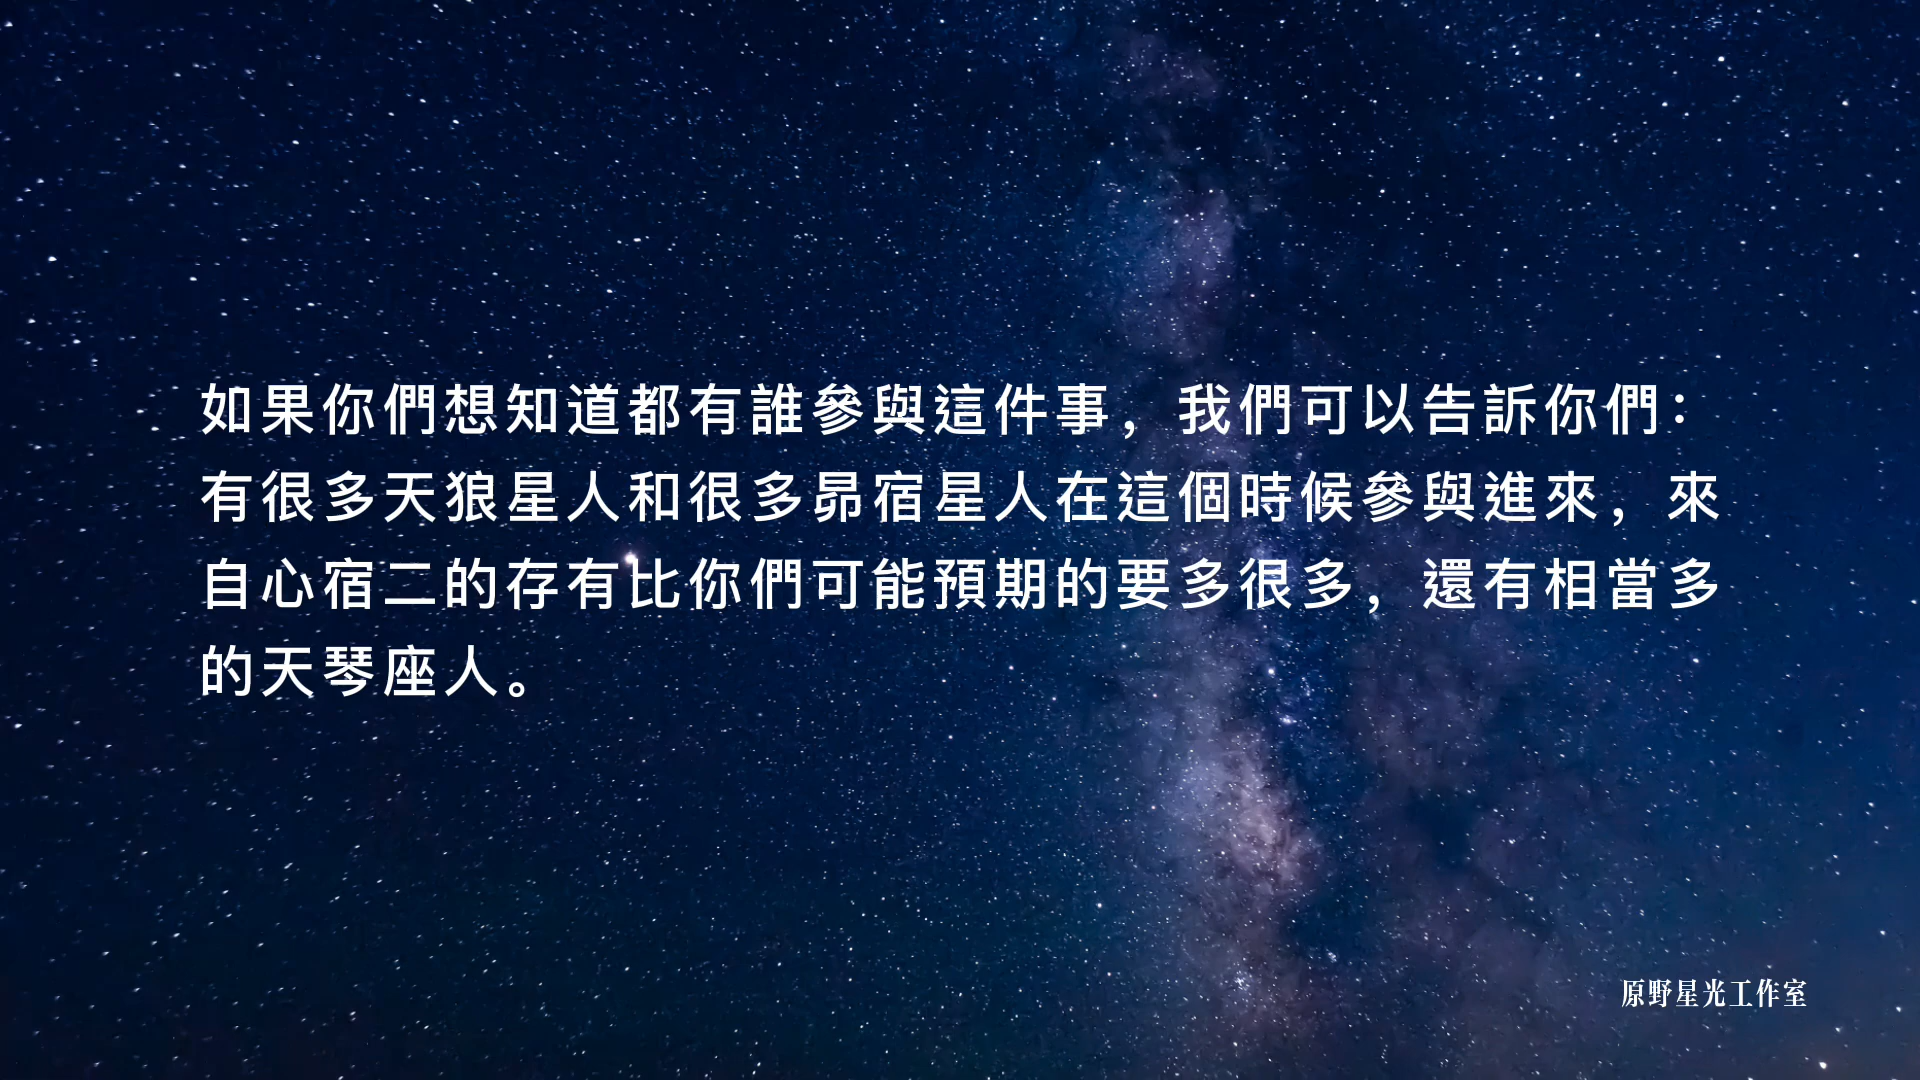 如果你們想知道都有誰參與這件事，我們可以告訴你們：
有很多天狼星人和很多昴宿星人在這個時候參與進來，來
自心宿二的存有比你們可能預期的要多很多，還有相當多
的天琴座人。
原野星光工作室